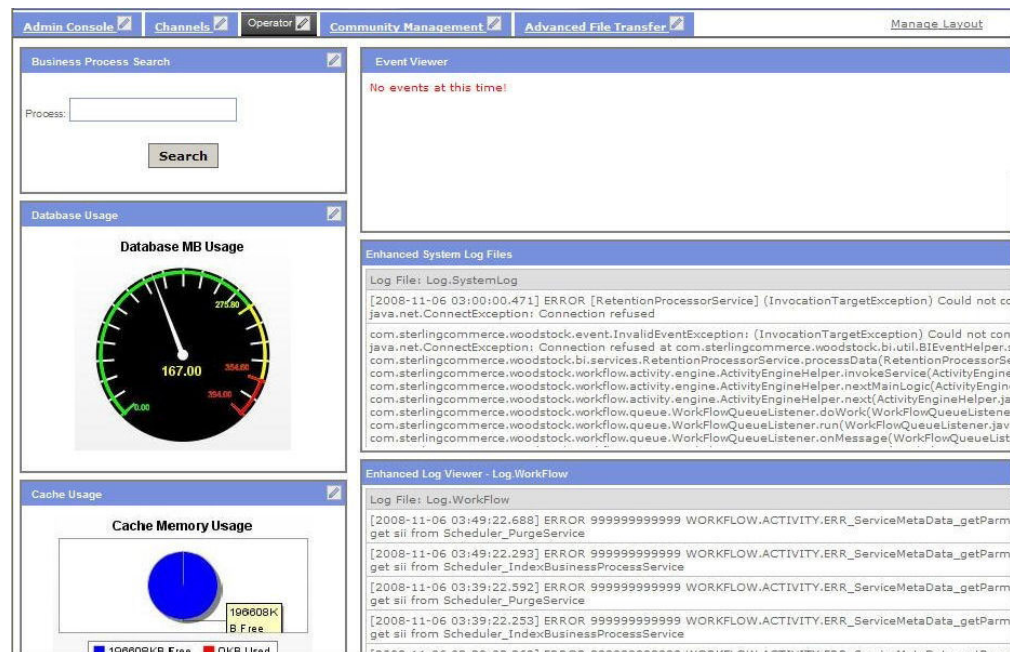 Admin Console Channels Operator Community Management Advanced File Transfer Manage Layout
Business Process Search
Process:
Search
Database Usage
Database MB Usage
275.80
167.00
354.00
0.00
Cache Usage
Cache Memory Usage
196608K
B Free
196608KB Free 0KB Used
Event Viewer
No events at this time!
Enhanced System Log Files
Log File: Log.SystemLog
[2008-11-06 03:00:00.471] ERROR [RetentionProcessorService] (InvocationTargetException) Could not co
java.net.ConnectException: Connection refused
com.sterlingcommerce.woodstock.event.InvalidEventException: (InvocationTargetException) Could not con
java.net.ConnectException: Connection refused at com.sterlingcommerce.woodstock.bi.util.BIEventHelper.s
com.sterlingcommerce.woodstock.bi.services.RetentionProcessorService.processData(RetentionProcessorSe
com.sterlingcommerce.woodstock.workflow.activity.engine.ActivityEngineHelper.invokeService(ActivityEngine
com.sterlingcommerce.woodstock.workflow.activity.engine.ActivityEngineHelper.nextMainLogic(ActivityEngin
com.sterlingcommerce.woodstock.workflow.activity.engine.ActivityEngineHelper.next(ActivityEngineHelper.ja
com.sterlingcommerce.woodstock.workflow.queue.WorkFlowQueueListener.doWork(WorkFlowQueueListene
com.sterlingcommerce.woodstock.workflow.queue.WorkFlowQueueListener.run(WorkFlowQueueListener.jav
com.sterlingcommerce.woodstock.workflow.queue.WorkFlowQueueListener.onMessage(WorkFlowQueueList
Enhanced Log Viewer - Log.WorkFlow
Log File: Log.WorkFlow
[2008-11-06 03:49:22.688] ERROR 999999999999 WORKFLOW.ACTIVITY.ERR_ServiceMetaData_getParm
get sii from Scheduler_PurgeService
[2008-11-06 03:49:22.293] ERROR 999999999999 WORKFLOW.ACTIVITY.ERR_ServiceMetaData_getParm
get sii from Scheduler_IndexBusinessProcessService
[2008-11-06 03:39:22.592] ERROR 999999999999 WORKFLOW.ACTIVITY.ERR_ServiceMetaData_getParm
get sii from Scheduler_PurgeService
[2008-11-06 03:39:22.253] ERROR 999999999999 WORKFLOW.ACTIVITY.ERR_ServiceMetaData_getParm
get sii from Scheduler_IndexBusinessProcessService